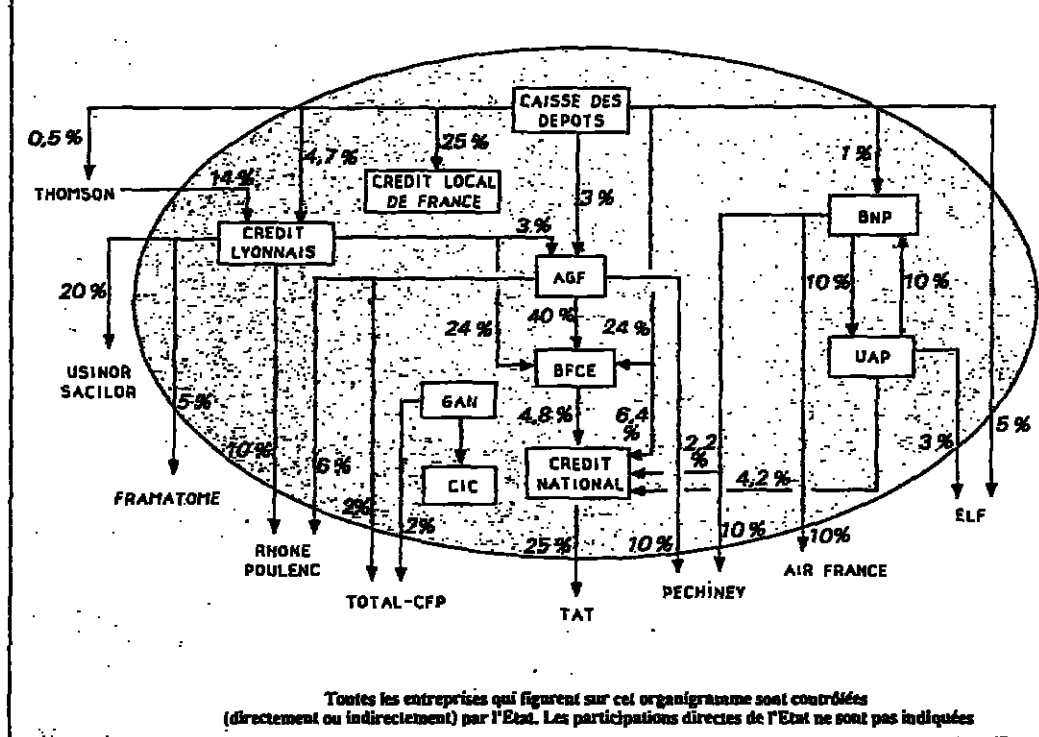 CAISSE DES
DEPOTS
0,5 %
4,7 %
25 %
1 %
THOMSON
14 %
CREDIT LOCAL
DE FRANCE
3 %
BNP
CREDIT
LYONNAIS
3 %
AGF
20 %
10 %
10 %
24 %
40 %
24 %
USINOR
SACILOR
BFCE
UAP
GAN
5 %
4,8 %
6,4
%
3 %
5 %
10 %
6 %
CIC
CREDIT
NATIONAL
2,2
%
4,2 %
FRAMATOME
2%
2%
25 %
10 %
10 %
10%
ELF
RHONE
POULENC
AIR FRANCE
TOTAL-CFP
PECHINEY
TAT
Toutes les entreprises qui figurent sur cet organigramme sont contrôlées
(directement ou indirectement) par l'État. Les participations directes de l'Etat ne sont pas indiquées